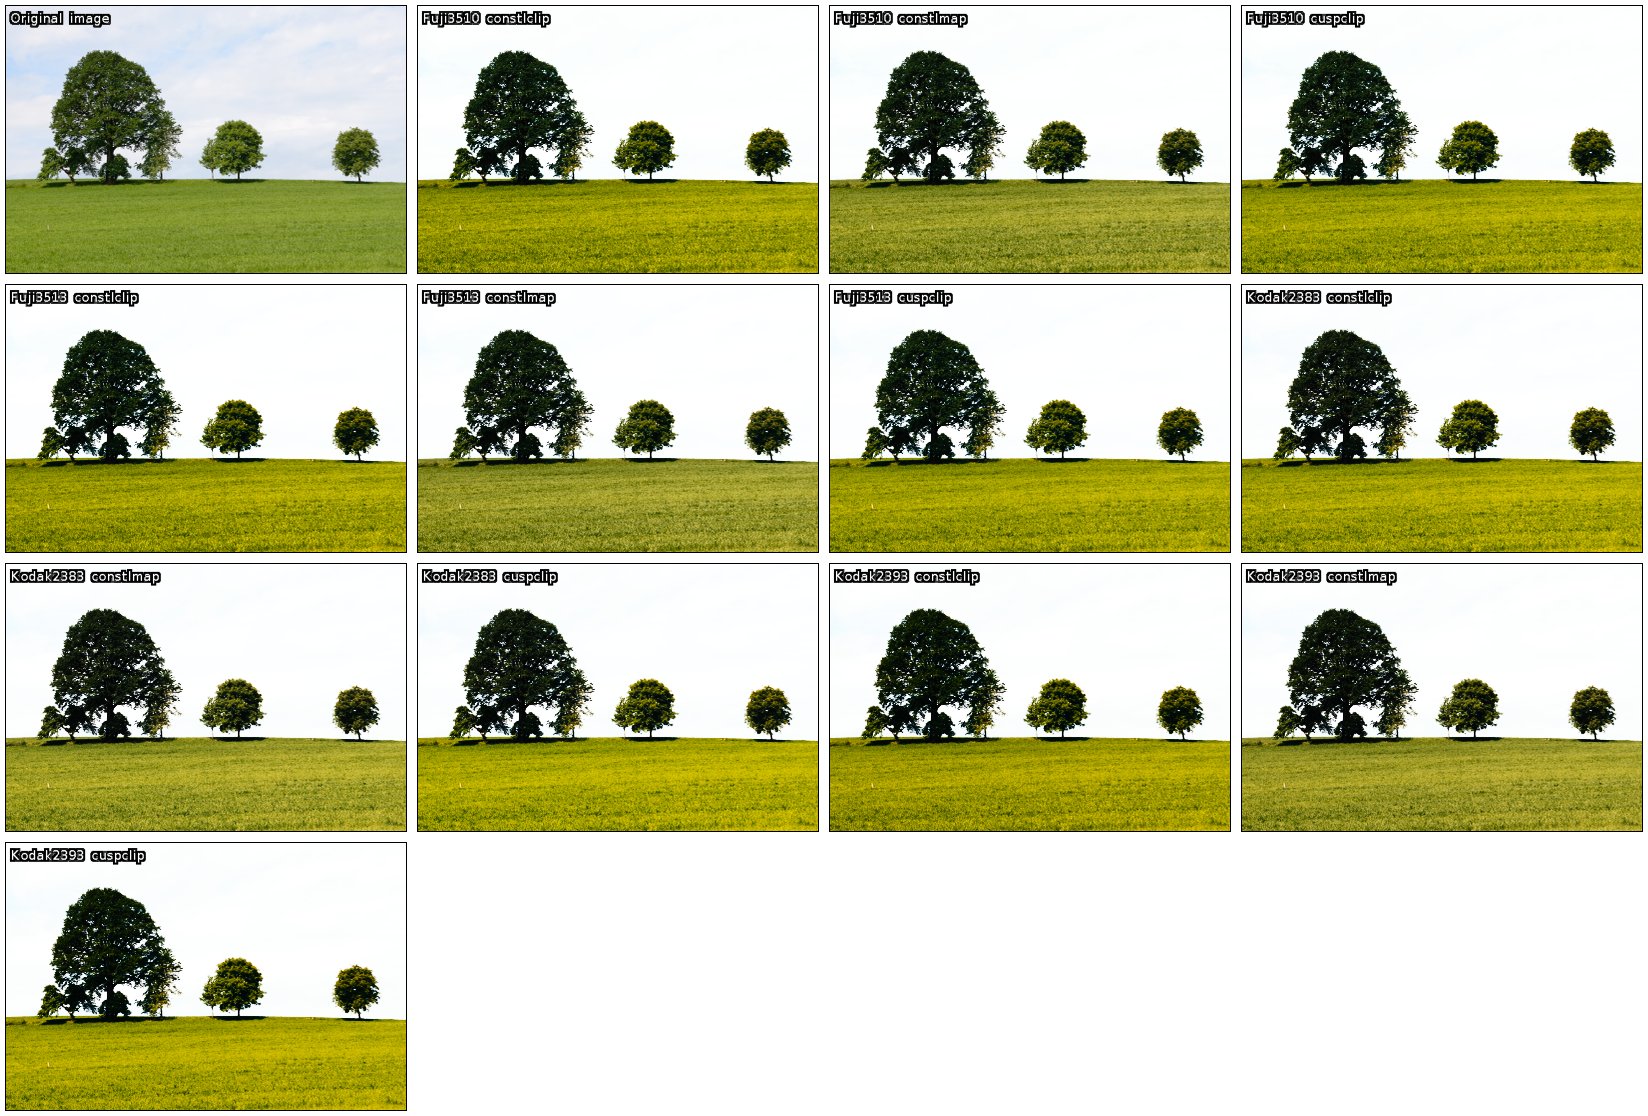 Original image
Fuji3510 constlclip
Fuji3510 constlmap
Fuji3510 cuspclip
Fuji3513 constlclip
Fuji3513 constlmap
Fuji3513 cuspclip
Kodak2383 constlclip
Kodak2383 constlmap
Kodak2383 cuspclip
Kodak2393 constlclip
Kodak2393 constlmap
Kodak2393 cuspclip